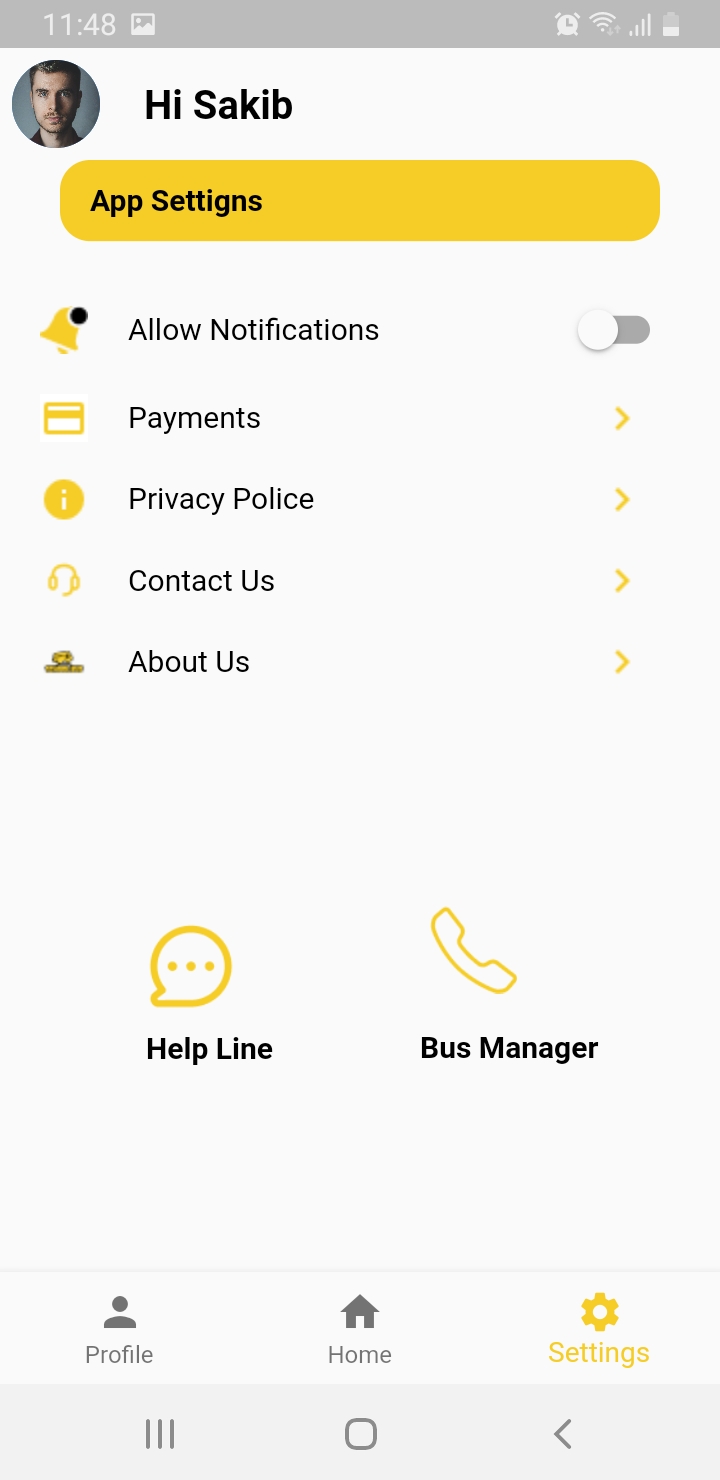 11:48
Hi Sakib
App Settigns
Allow Notifications
Payments
Privacy Police
Contact Us
About Us
Help Line
Bus Manager
Profile
Home
Settings